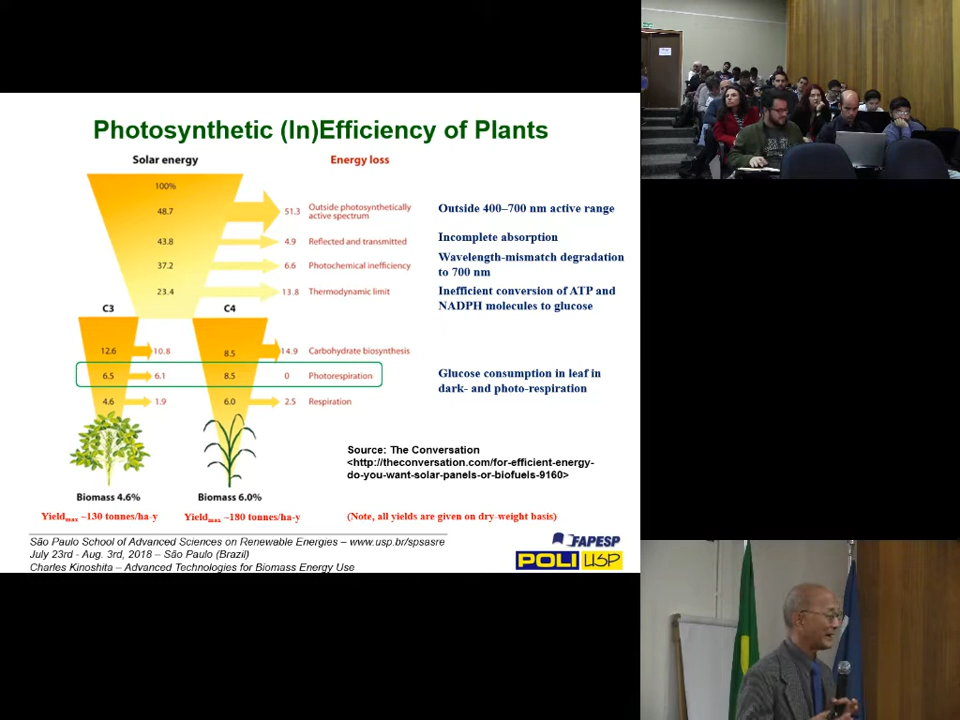 Photosynthetic (In)Efficiency of Plants
Solar energy
Energy loss
100%
48.7
51.3
Outside photosynthetically
active spectrum
Outside 400–700 nm active range
43.8
4.9
Reflected and transmitted
Incomplete absorption
37.2
6.6
Photochemical inefficiency
Wavelength-mismatch degradation
to 700 nm
23.4
13.8
Thermodynamic limit
Inefficient conversion of ATP and
NADPH molecules to glucose
C3
C4
12.6
10.8
8.5
14.9
Carbohydrate biosynthesis
6.5
6.1
8.5
0
Photorespiration
Glucose consumption in leaf in
dark- and photo-respiration
4.6
1.9
6.0
2.5
Respiration
Source: The Conversation
<http://theconversation.com/for-efficient-energy-
do-you-want-solar-panels-or-biofuels-9160>
Biomass 4.6%
Biomass 6.0%
Yieldmax ~130 tonnes/ha-y
Yieldmax ~180 tonnes/ha-y
(Note, all yields are given on dry-weight basis)
São Paulo School of Advanced Sciences on Renewable Energies – www.usp.br/spsasre
July 23rd - Aug. 3rd, 2018 – São Paulo (Brazil)
Charles Kinoshita – Advanced Technologies for Biomass Energy Use
FAPESP
POLI USP